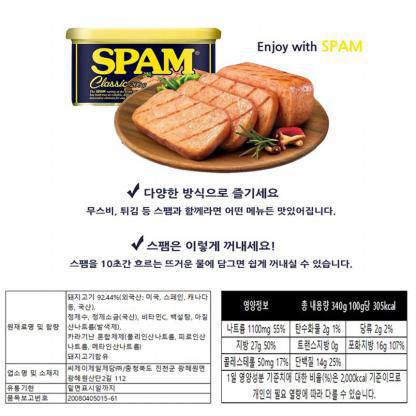 SPAM®
Classic
Enjoy with SPAM
✓ 다양한 방식으로 즐기세요
무스비, 튀김 등 스팸과 함께라면 어떤 메뉴든 맛있어집니다.
✓ 스팸은 이렇게 꺼내세요!
스팸을 10초간 흐르는 뜨거운 물에 담그면 쉽게 꺼내실 수 있습니다.
원재료명 및 함량
돼지고기 92.44%(외국산: 미국, 스페인, 캐나다 등, 국산),
정제수, 정제소금(국산), 비타민C, 백설탕, 아질산나트륨(발색제),
카라기난 혼합제제(폴리인산나트륨, 피로인산나트륨, 메타인산나트륨)
돼지고기함유
업소명 및 소재지
씨제이제일제당㈜/충청북도 진천군 광혜원면 광혜원산단2길 112
유통기한
밑면표시일까지
품목보고번호
20080405015-61
영양정보
총 내용량 340g 100g당 305kcal
나트륨 1100mg 55% 탄수화물 2g 1% 당류 2g 2%
지방 27g 50% 트랜스지방 0g 포화지방 16g 107%
콜레스테롤 50mg 17% 단백질 14g 25%
1일 영양성분 기준치에 대한 비율(%)은 2,000kcal 기준이므로
개인의 필요 열량에 따라 다를 수 있습니다.